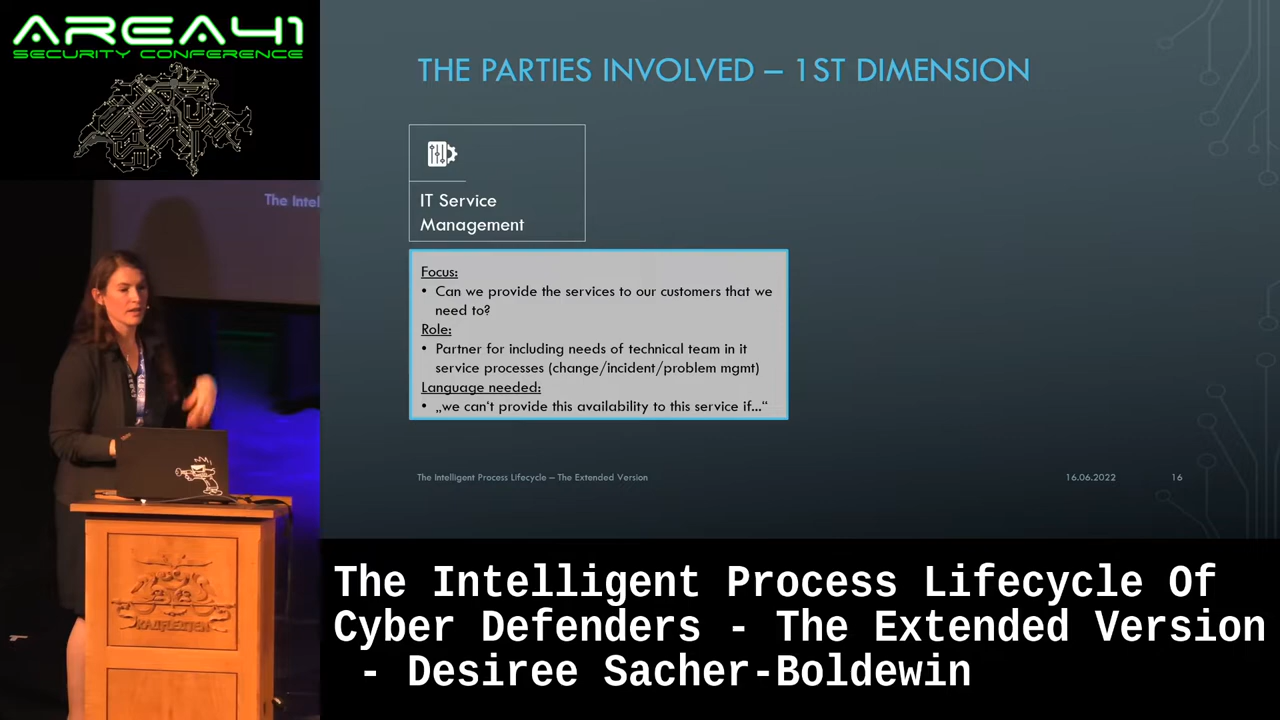 AREA41
SECURITY CONFERENCE
The Intel
THE PARTIES INVOLVED – 1ST DIMENSION
IT Service
Management
Focus:
• Can we provide the services to our customers that we
need to?
Role:
• Partner for including needs of technical team in it
service processes (change/incident/problem mgmt)
Language needed:
• „we can't provide this availability to this service if...“
The Intelligent Process Lifecycle – The Extended Version
16.06.2022
16
KAUFLEUTEN
The Intelligent Process Lifecycle Of
Cyber Defenders - The Extended Version
- Desiree Sacher-Boldewin